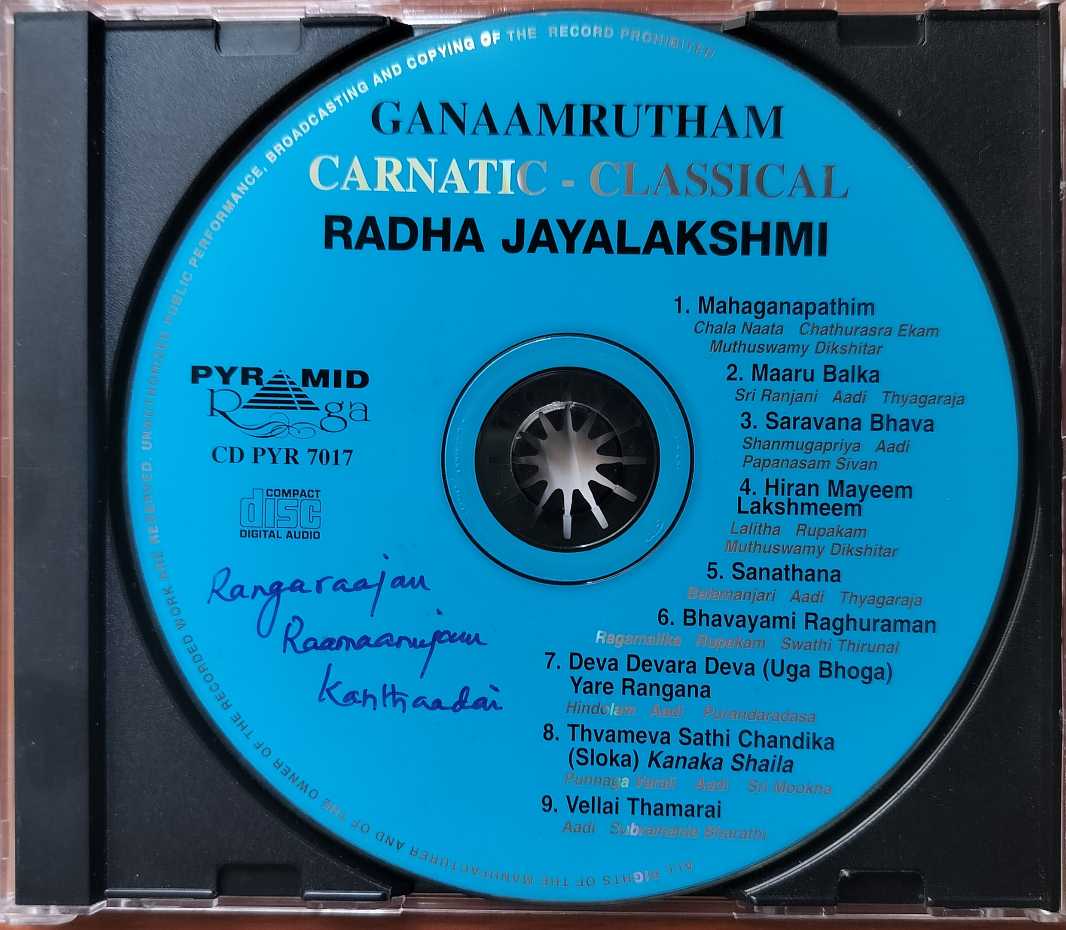 GANAAMRUTHAM
CARNATIC - CLASSICAL
RADHA JAYALAKSHMI
1. Mahaganapathim
Chala Naata Chathurasra Ekam
Muthuswamy Dikshitar
2. Maaru Balka
Sri Ranjani Aadi Thyagaraja
3. Saravana Bhava
Shanmugapriya Aadi
Papanasam Sivan
4. Hiran Mayeem
Lakshmeem
Lalitha Rupakam
Muthuswamy Dikshitar
5. Sanathana
Balamanjari Aadi Thyagaraja
6. Bhavayami Raghuraman
Ragamalika Rupakam Swathi Thirunal
7. Deva Devara Deva (Uga Bhoga)
Yare Rangana
Hindolam Aadi Purandaradasa
8. Thvameva Sathi Chandika
(Sloka) Kanaka Shaila
Punnaga Varali Aadi Sri Mookha
9. Vellai Thamarai
Aadi Subramania Bharathi
PYRAMID
Raga
CD PYR 7017
COMPACT
disc
DIGITAL AUDIO
Rangaraajan
Raamaanujam
Kanthaadai
ALL RIGHTS OF THE MANUFACTURER AND OF THE OWNER OF THE RECORDED WORK ARE RESERVED. UNAUTHORIZED PUBLIC PERFORMANCE, BROADCASTING AND COPYING OF THE RECORD PROHIBITED